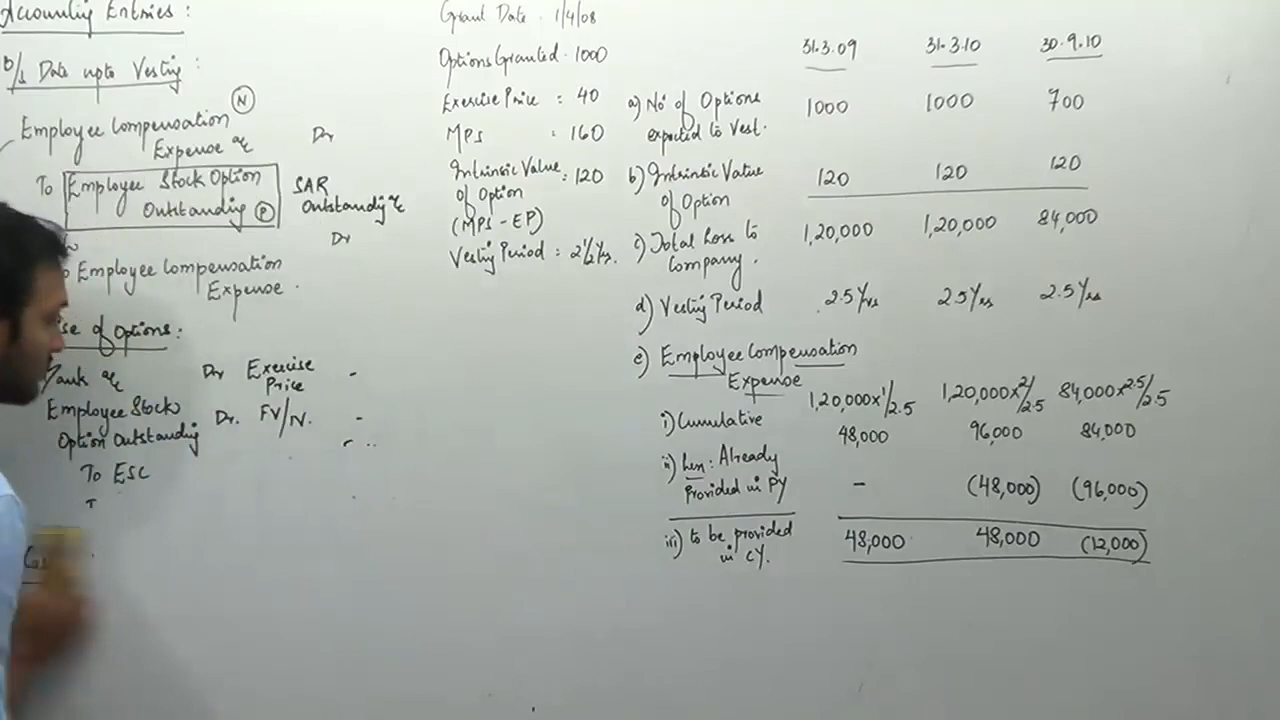 Accounting Entries :
B/s Date upto Vesting :
Employee Compensation (N)
Expense a/c Dr
To Employee Stock Option
Outstanding (P)
SAR
Outstanding a/c
Dr
Employee Compensation
Expense .
ise of Options :
Bank a/c Dr Exercise
Price -
Employee Stock
Option Outstanding Dr. FV/IV. -
To ESC
T
Grant Date . 1/4/08
Options Granted . 1000
Exercise Price : 40
MPS : 160
Intrinsic Value : 120
of Option
(MPS - EP)
Vesting Period : 2 1/2 Yrs.
31.3.09 31.3.10 30.9.10
a) No of Options 1000 1000 700
expected to Vest.
b) Intrinsic Value 120 120 120
of Option
c) Total Loss to 1,20,000 1,20,000 84,000
Company .
d) Vesting Period 2.5 Yrs 2.5 Yrs 2.5 Yrs
e) Employee Compensation
Expense 1,20,000x1/2.5 1,20,000x2/2.5 84,000x2.5/2.5
i) Cumulative 48,000 96,000 84,000
ii) Less: Already
Provided in PY - (48,000) (96,000)
iii) to be provided 48,000 48,000 (12,000)
in CY.